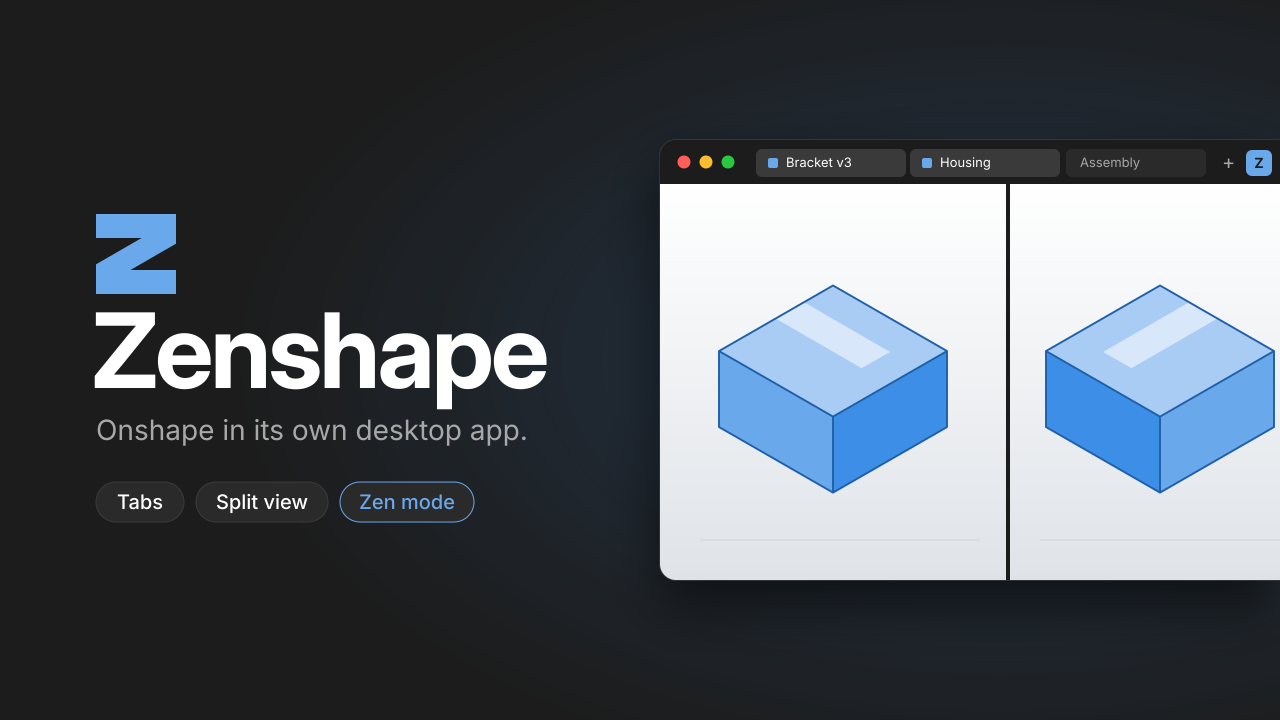 Z
Zenshape
Onshape in its own desktop app.
Tabs Split view Zen mode
Bracket v3 Housing Assembly + Z